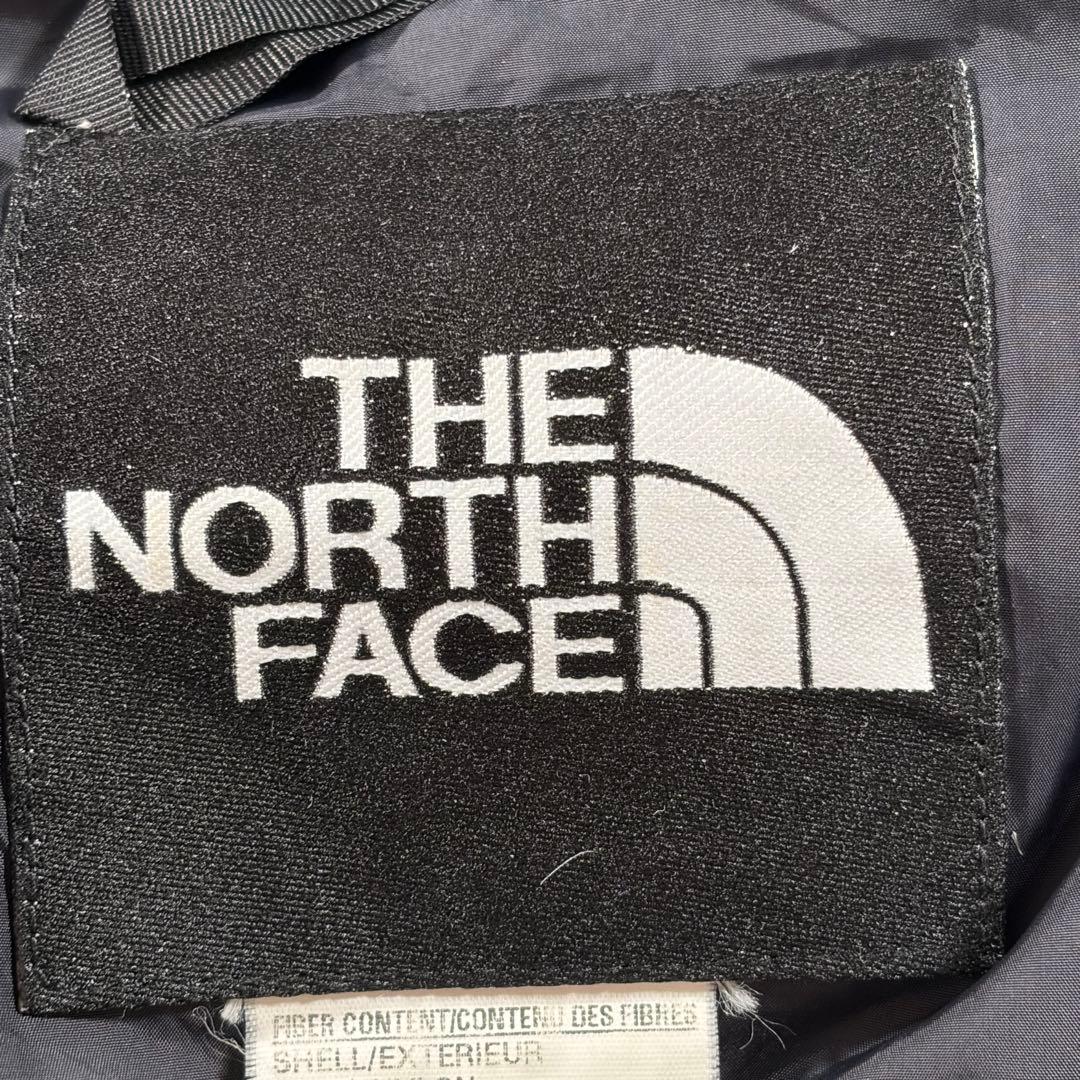 THE
NORTH
FACE
FIBER CONTENT/CONTENU DES FIBRES
SHELL/EXTERIEUR